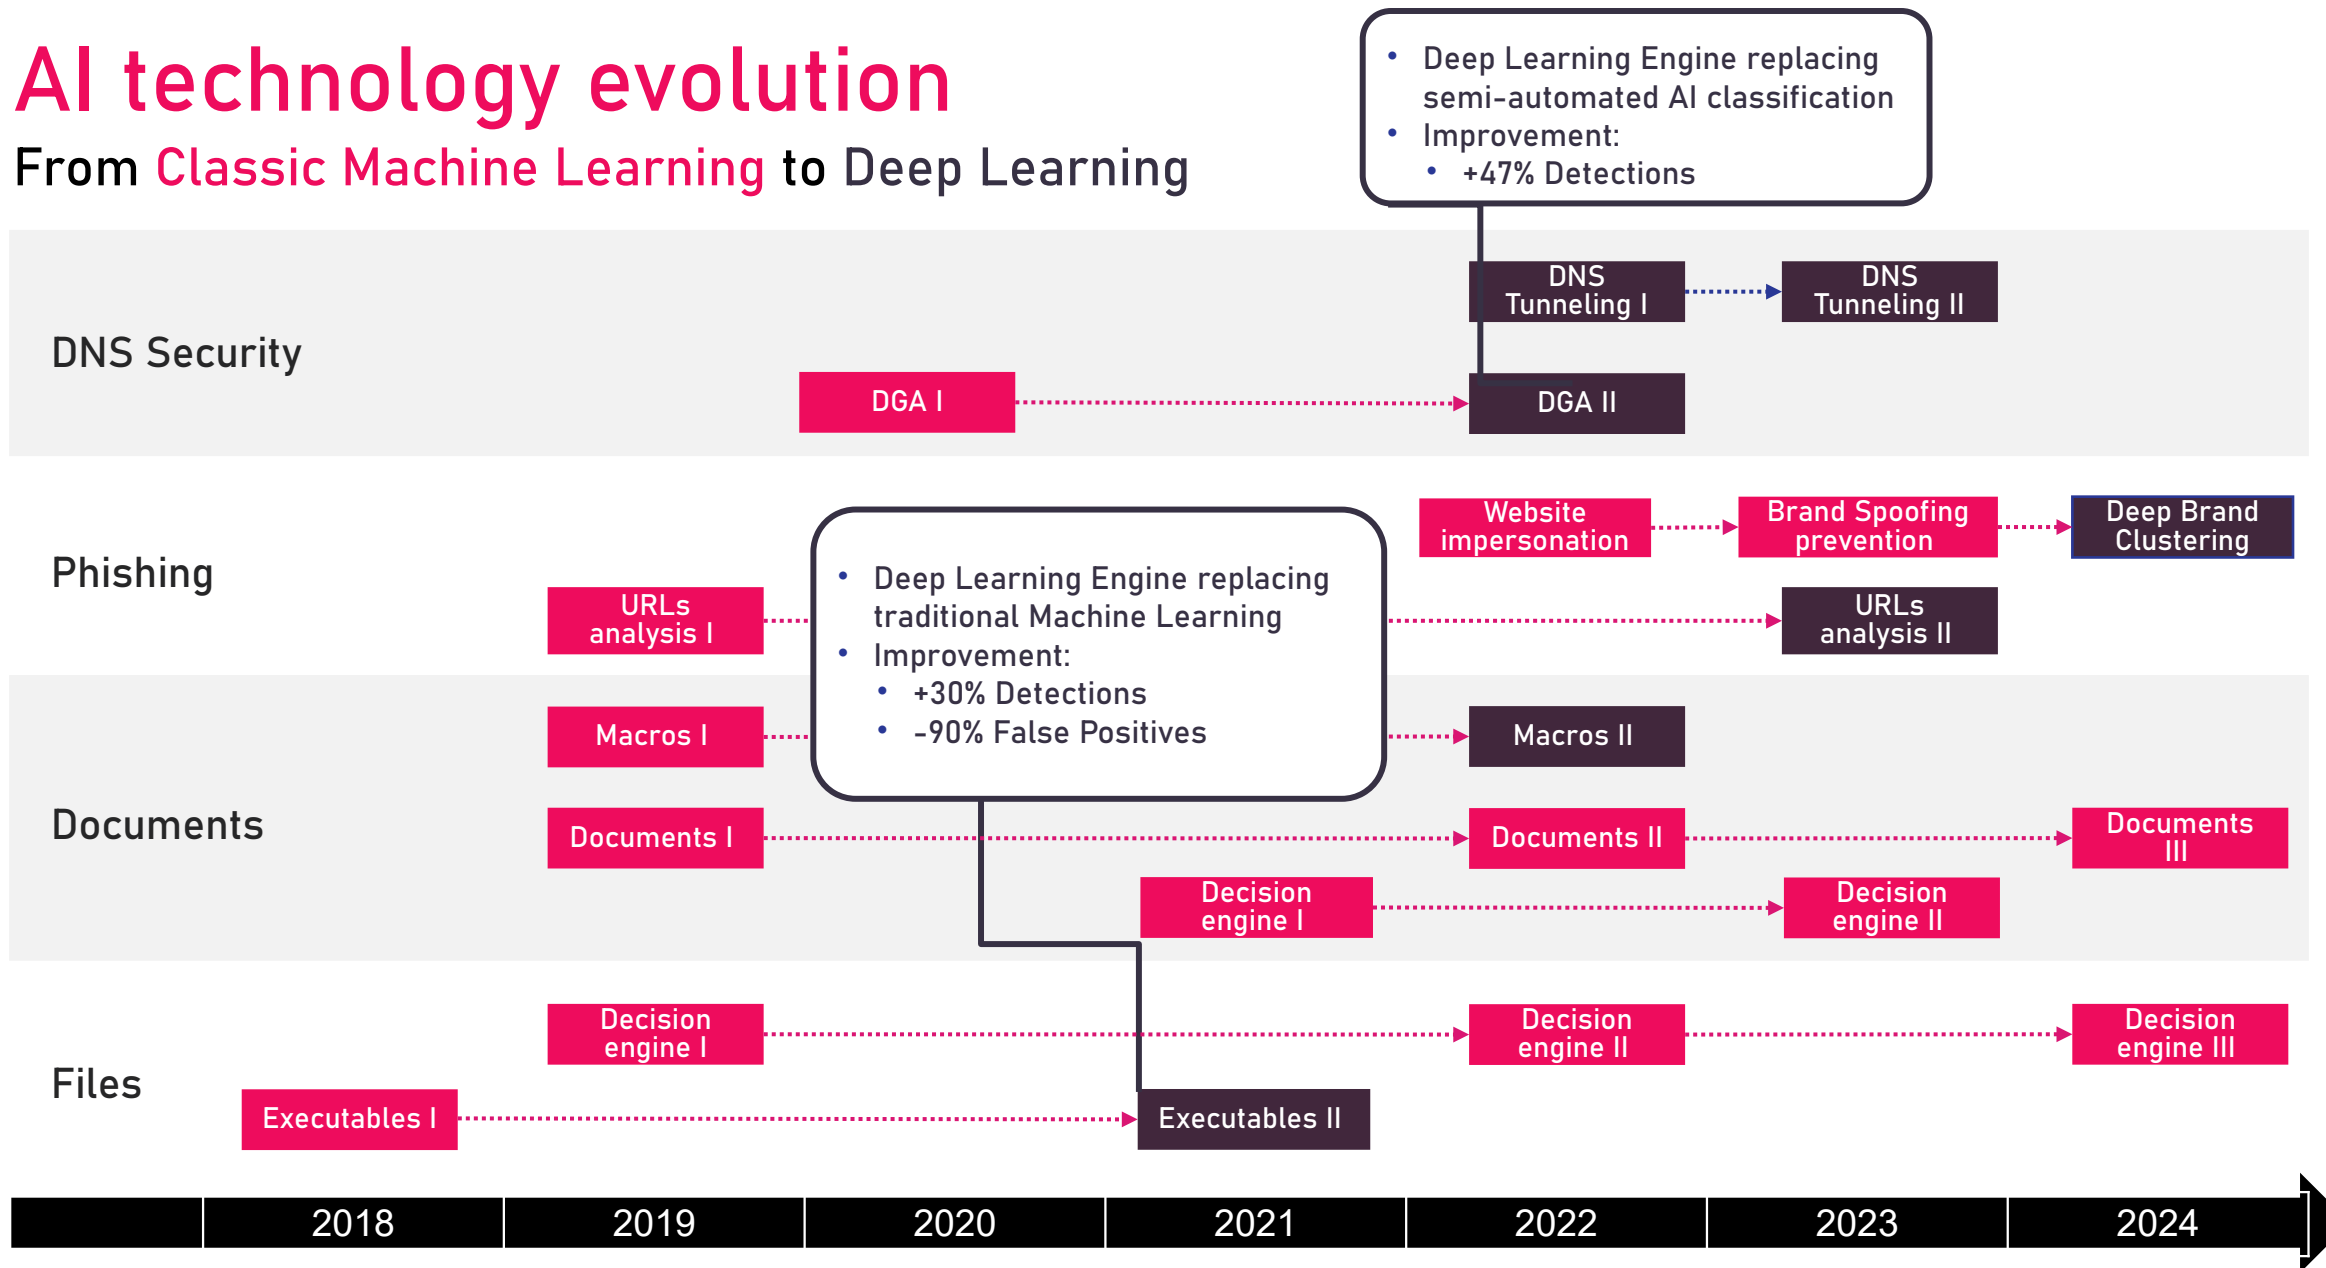 AI technology evolution
From Classic Machine Learning to Deep Learning
• Deep Learning Engine replacing
semi-automated AI classification
• Improvement:
• +47% Detections
DNS Security
DNS
Tunneling I
DNS
Tunneling II
DGA I
DGA II
Phishing
Website
impersonation
Brand Spoofing
prevention
Deep Brand
Clustering
URLs
analysis I
URLs
analysis II
• Deep Learning Engine replacing
traditional Machine Learning
• Improvement:
• +30% Detections
• -90% False Positives
Documents
Macros I
Macros II
Documents I
Documents II
Documents
III
Decision
engine I
Decision
engine II
Files
Decision
engine I
Decision
engine II
Decision
engine III
Executables I
Executables II
2018
2019
2020
2021
2022
2023
2024